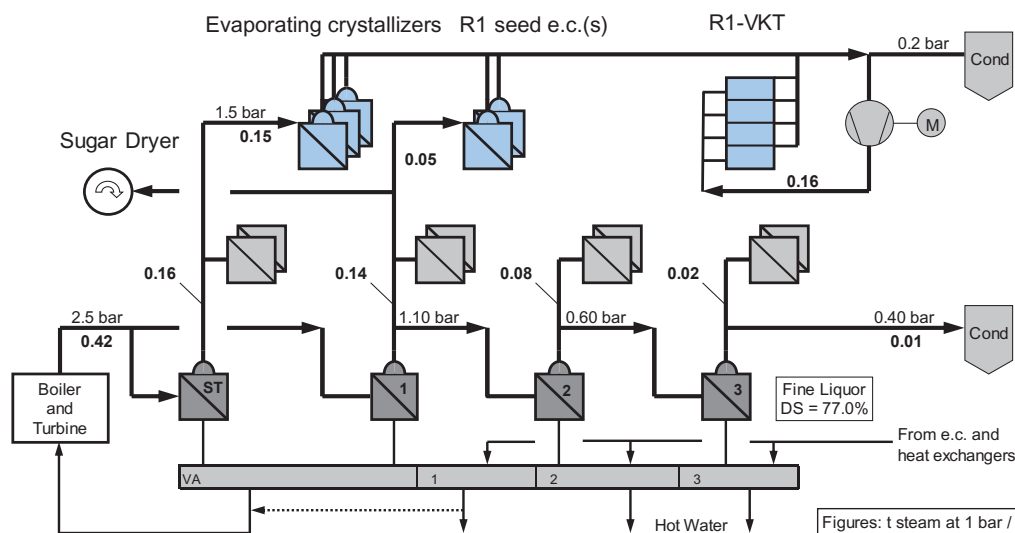 Evaporating crystallizers
R1 seed e.c.(s)
R1-VKT
0.2 bar
Cond
1.5 bar
0.15
M
Sugar Dryer
0.05
0.16
0.16
0.14
0.08
0.02
2.5 bar
0.42
1.10 bar
0.60 bar
0.40 bar
0.01
Cond
Boiler
and
Turbine
ST
1
2
3
Fine Liquor
DS = 77.0%
From e.c. and
heat exchangers
VA
1
2
3
Hot Water
Figures: t steam at 1 bar /